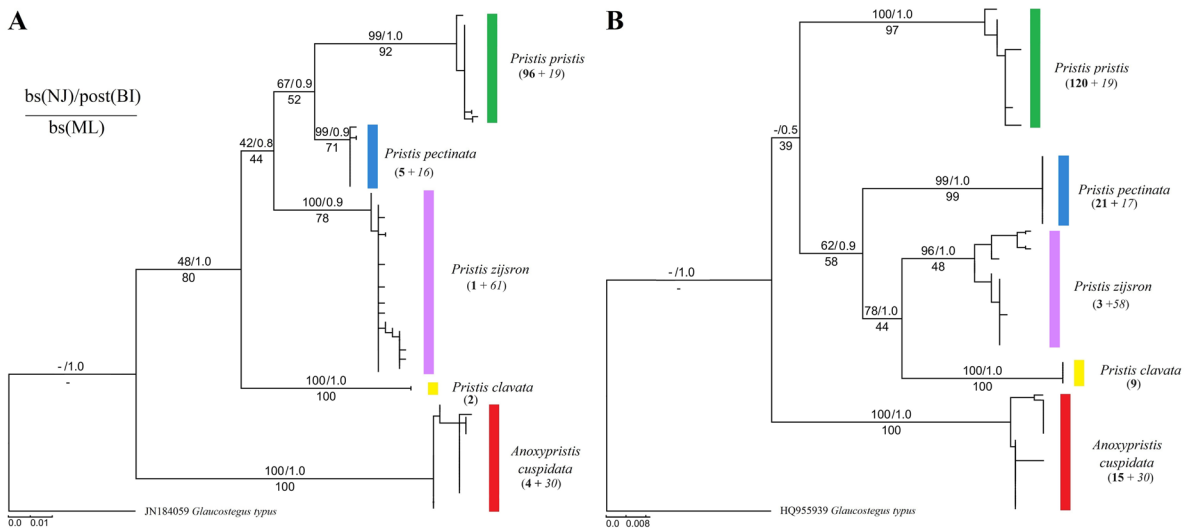 A
bs(NJ)/post(BI)
bs(ML)
99/1.0
92
Pristis pristis
(96 + 19)
67/0.9
52
99/0.9
71
Pristis pectinata
(5 + 16)
42/0.8
44
100/0.9
78
Pristis zijsron
(1 + 61)
48/1.0
80
-/1.0
-
100/1.0
100
Pristis clavata
(2)
100/1.0
100
Anoxypristis
cuspidata
(4 + 30)
JN184059 Glaucostegus typus
0.0 0.01
B
100/1.0
97
Pristis pristis
(120 + 19)
-/0.5
39
99/1.0
99
Pristis pectinata
(21 + 17)
62/0.9
58
96/1.0
48
Pristis zijsron
(3 +58)
-/1.0
-
78/1.0
44
100/1.0
100
Pristis clavata
(9)
100/1.0
100
Anoxypristis
cuspidata
(15 + 30)
HQ955939 Glaucostegus typus
0.0 0.008